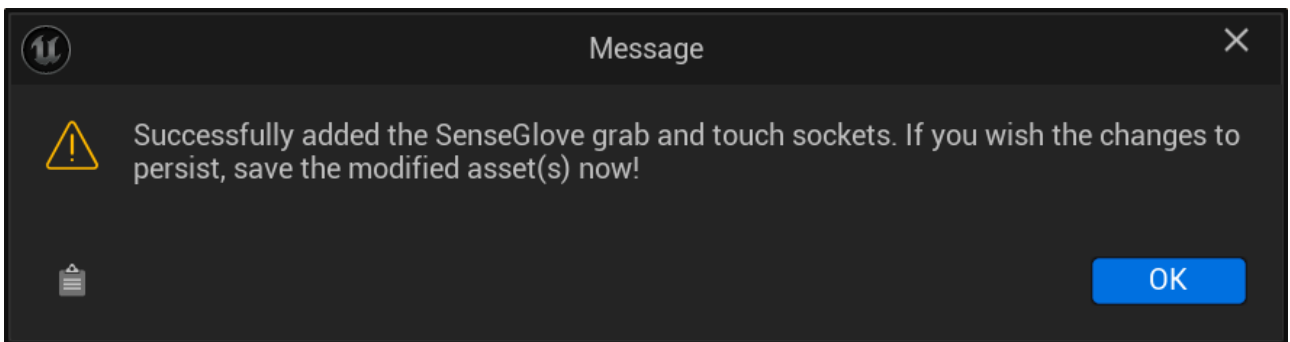 Message
Successfully added the SenseGlove grab and touch sockets. If you wish the changes to
persist, save the modified asset(s) now!
OK